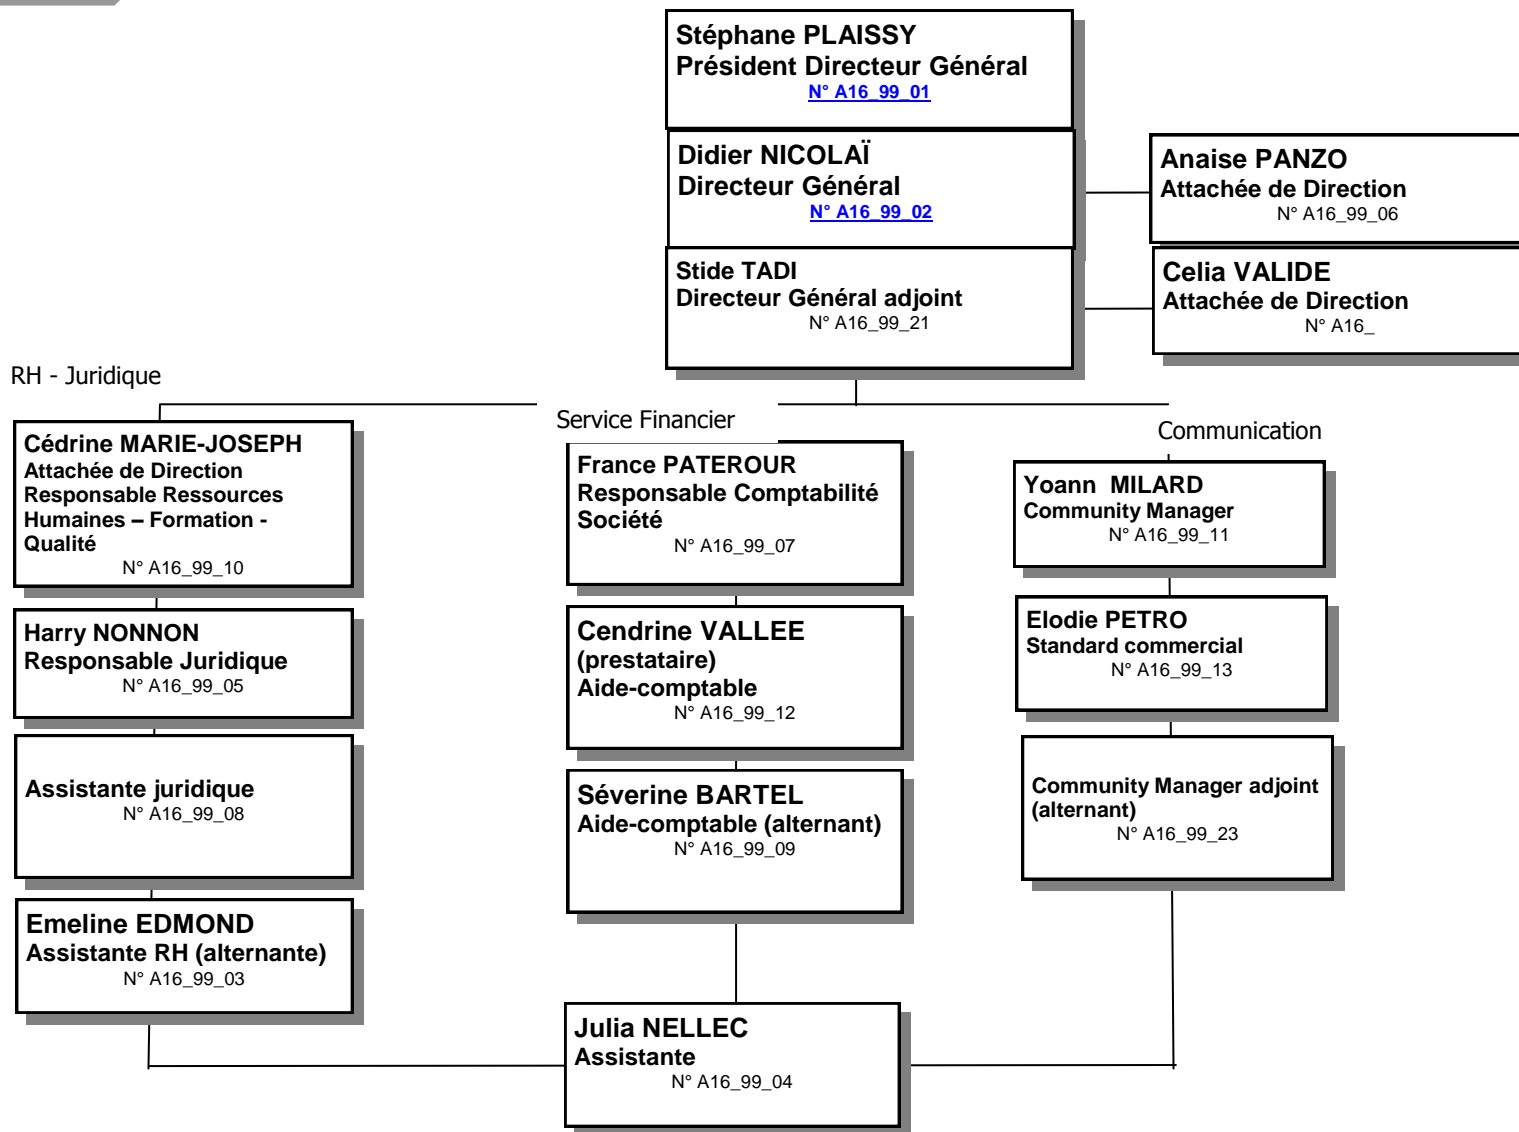 Stéphane PLAISSY
Président Directeur Général
N° A16_99_01
Didier NICOLAÏ
Directeur Général
N° A16_99_02
Anaise PANZO
Attachée de Direction
N° A16_99_06
Stide TADI
Directeur Général adjoint
N° A16_99_21
Celia VALIDE
Attachée de Direction
N° A16_
RH - Juridique
Cédrine MARIE-JOSEPH
Attachée de Direction
Responsable Ressources
Humaines – Formation -
Qualité
N° A16_99_10
Harry NONNON
Responsable Juridique
N° A16_99_05
Assistante juridique
N° A16_99_08
Emeline EDMOND
Assistante RH (alternante)
N° A16_99_03
Service Financier
France PATEROUR
Responsable Comptabilité
Société
N° A16_99_07
Cendrine VALLEE
(prestataire)
Aide-comptable
N° A16_99_12
Séverine BARTEL
Aide-comptable (alternant)
N° A16_99_09
Communication
Yoann  MILARD
Community Manager
N° A16_99_11
Elodie PETRO
Standard commercial
N° A16_99_13
Community Manager adjoint
(alternant)
N° A16_99_23
Julia NELLEC
Assistante
N° A16_99_04